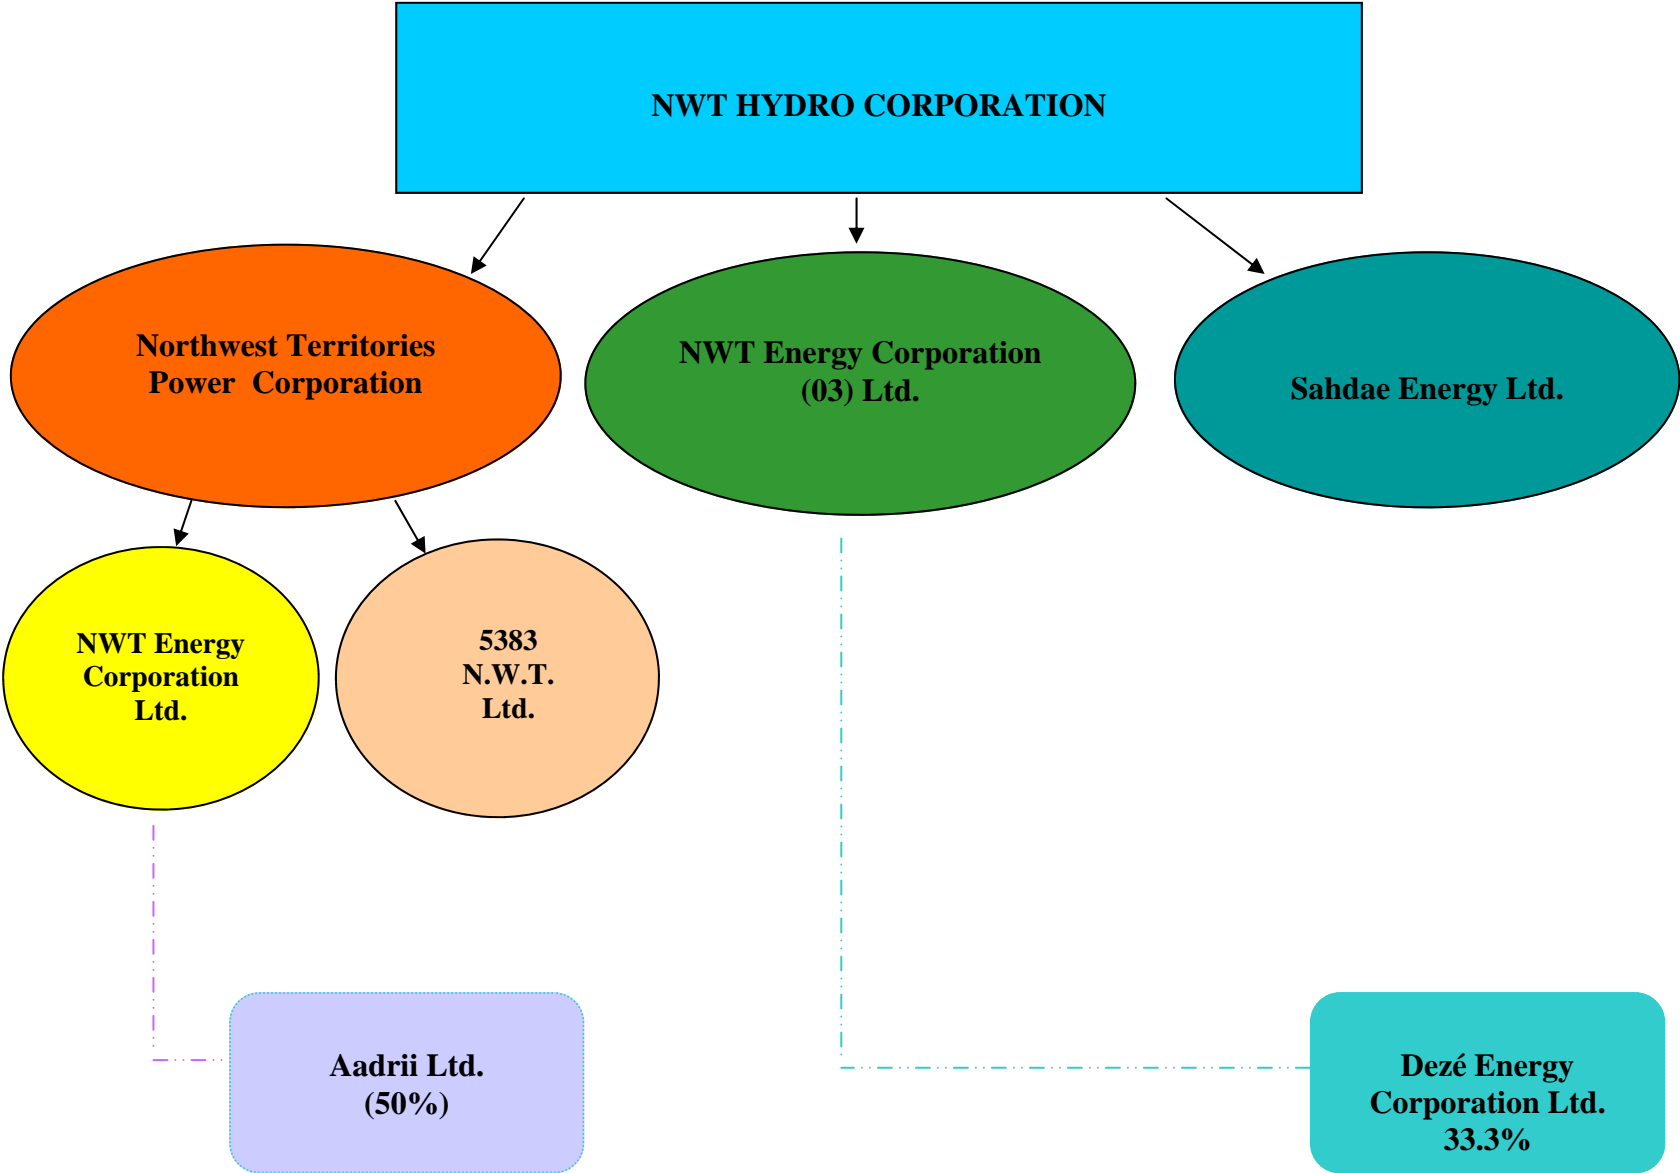 NWT HYDRO CORPORATION
Northwest Territories
Power  Corporation
NWT Energy Corporation
(03) Ltd.
Sahdae Energy Ltd.
NWT Energy
Corporation
Ltd.
5383
N.W.T.
Ltd.
Aadrii Ltd.
(50%)
Dezé Energy
Corporation Ltd.
33.3%